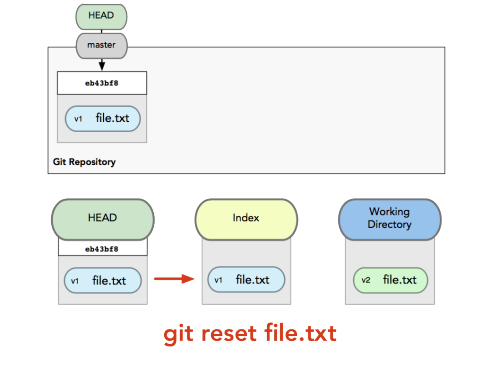 HEAD
master
eb43bf8
v1 file.txt
Git Repository
HEAD
eb43bf8
v1 file.txt
Index
v1 file.txt
Working
Directory
v2 file.txt
git reset file.txt